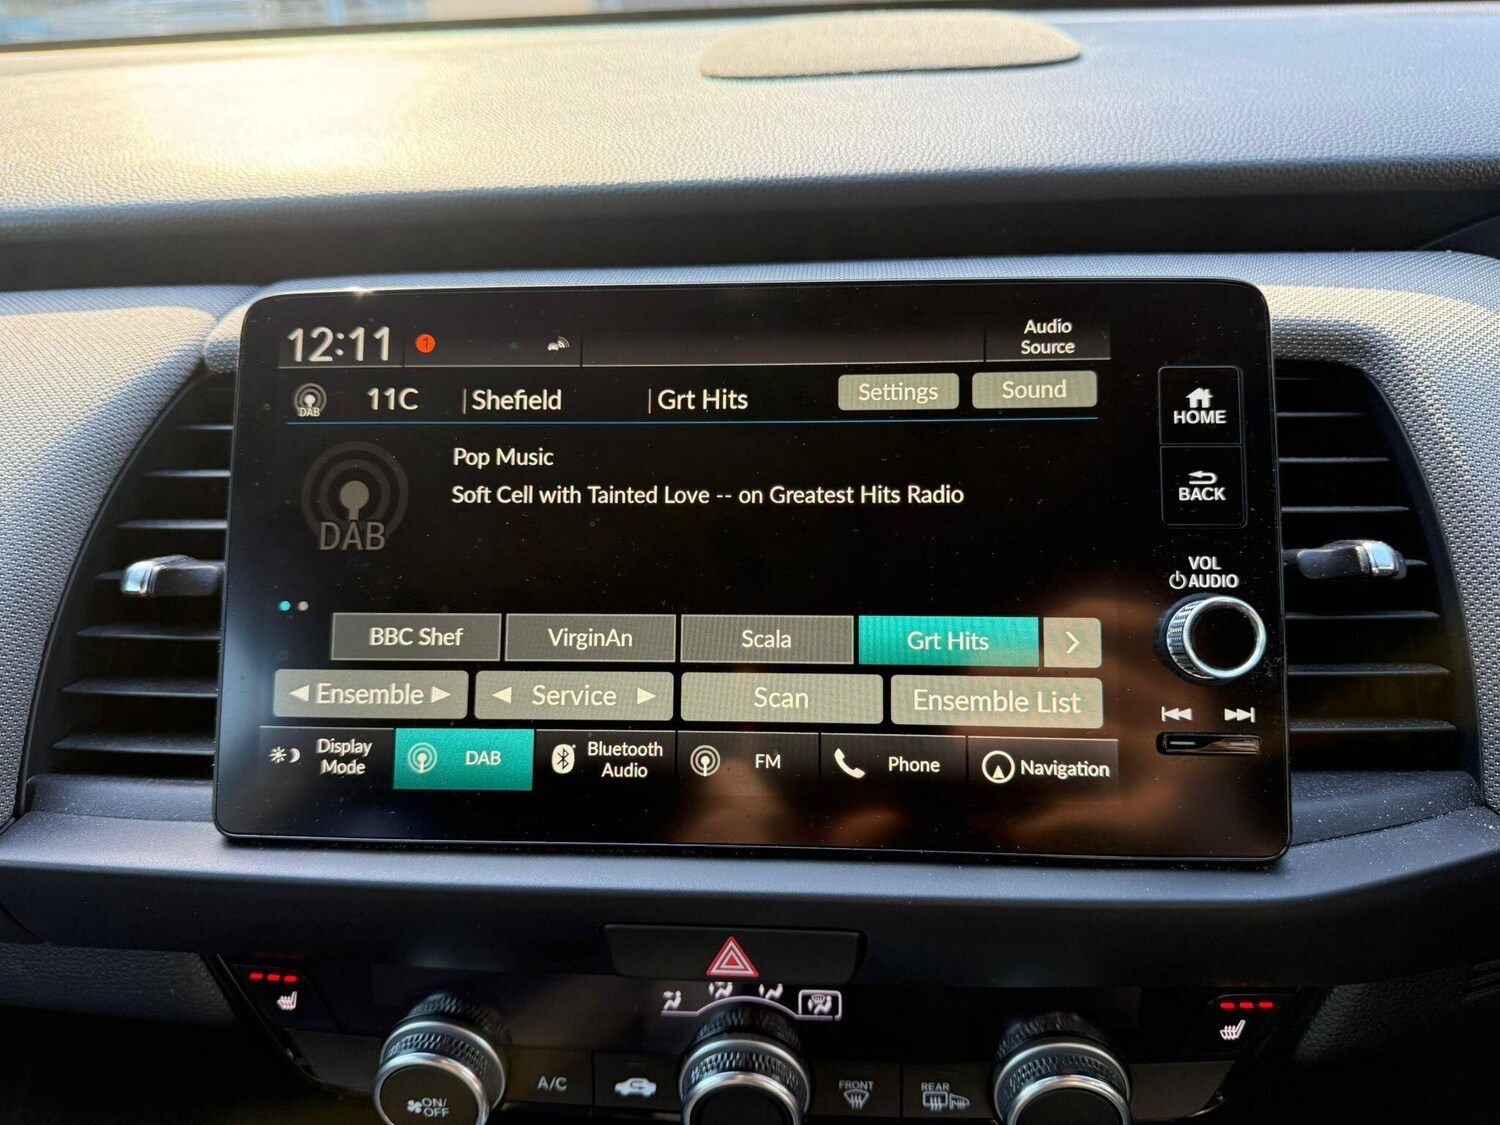 12:11
1
Audio
Source
DAB
11C
Shefield
Grt Hits
Settings
Sound
HOME
BACK
Pop Music
Soft Cell with Tainted Love -- on Greatest Hits Radio
DAB
VOL
AUDIO
BBC Shef
VirginAn
Scala
Grt Hits
Ensemble
Service
Scan
Ensemble List
Display
Mode
DAB
Bluetooth
Audio
FM
Phone
Navigation
ON/
OFF
A/C
FRONT
REAR